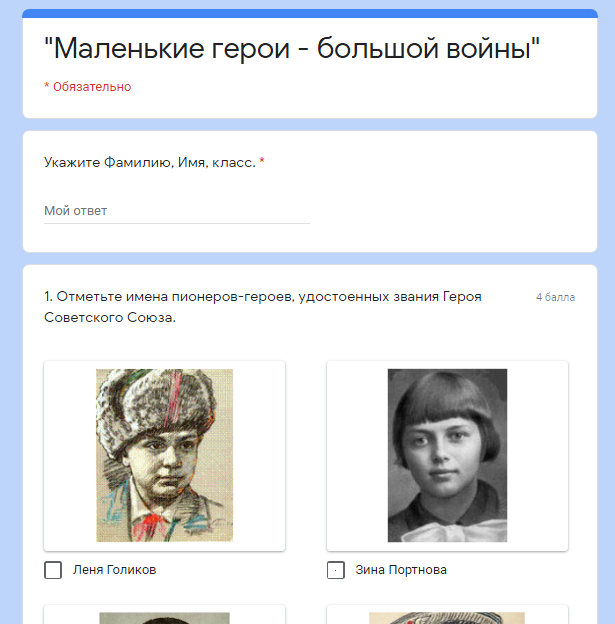 "Маленькие герои - большой войны"
* Обязательно
Укажите Фамилию, Имя, класс. *
Мой ответ
1. Отметьте имена пионеров-героев, удостоенных звания Героя
Советского Союза.
4 балла
Леня Голиков
Зина Портнова